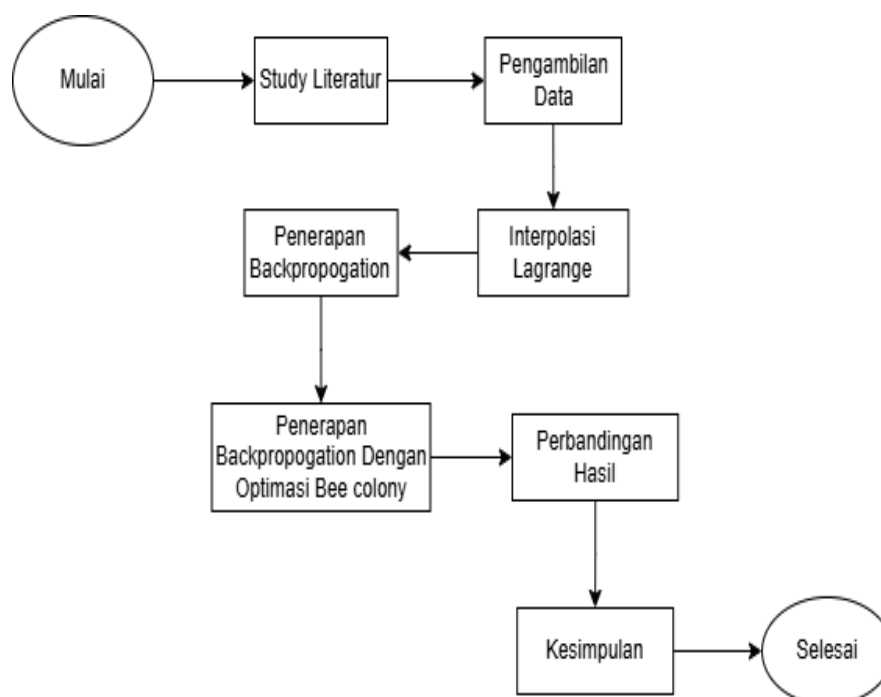 Mulai
Study Literatur
Pengambilan
Data
Interpolasi
Lagrange
Penerapan
Backpropogation
Penerapan
Backpropogation Dengan
Optimasi Bee colony
Perbandingan
Hasil
Kesimpulan
Selesai